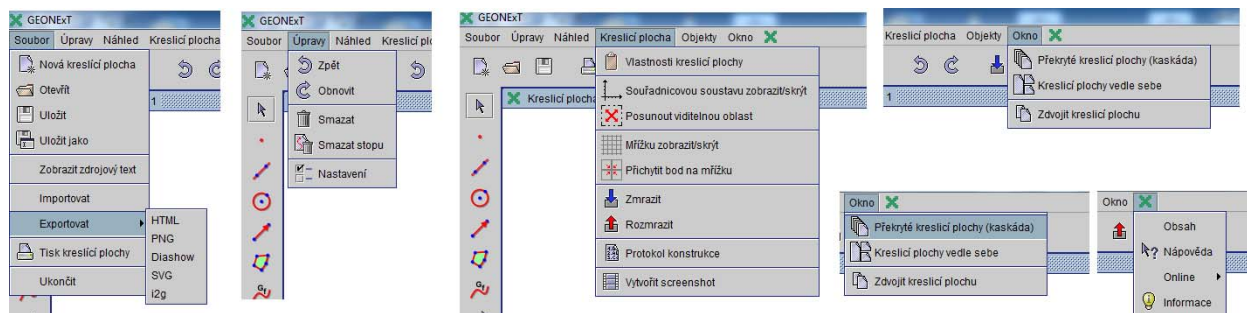 GEONExT
Soubor Úpravy Náhled Kreslicí plocha
Nová kreslící plocha
Otevřít
1
Uložit
Uložit jako
Zobrazit zdrojový text
Importovat
Exportovat
HTML
PNG
Diashow
SVG
i2g
Tisk kreslící plochy
Ukončit
GEONExT
Soubor Úpravy Náhled Kreslicí pl
Zpět
Obnovit
Smazat
Smazat stopu
Nastavení
GEONExT
Soubor Úpravy Náhled Kreslicí plocha Objekty Okno
Vlastnosti kreslicí plochy
Kreslicí plocha
Souřadnicovou soustavu zobrazit/skrýt
Posunout viditelnou oblast
Mřížku zobrazit/skrýt
Přichytit bod na mřížku
Zmrazit
Rozmrazit
Protokol konstrukce
Vytvořit screenshot
Kreslicí plocha Objekty Okno
Překryté kreslicí plochy (kaskáda)
Kreslicí plochy vedle sebe
1
Zdvojit kreslicí plochu
Okno
Překryté kreslicí plochy (kaskáda)
Kreslicí plochy vedle sebe
Zdvojit kreslicí plochu
Okno
Obsah
Nápověda
Online
Informace